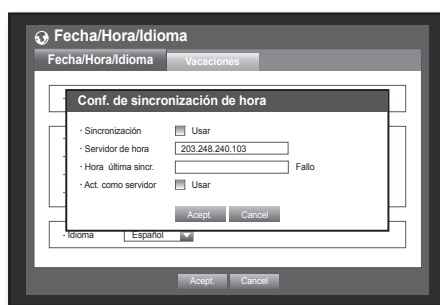 Fecha/Hora/Idioma
Fecha/Hora/Idioma Vacaciones
Conf. de sincronización de hora
· Sincronización Usar
· Servidor de hora 203.248.240.103
· Hora última sincr. Fallo
· Act. como servidor Usar
Acept. Cancel
· Idioma Español
Acept. Cancel